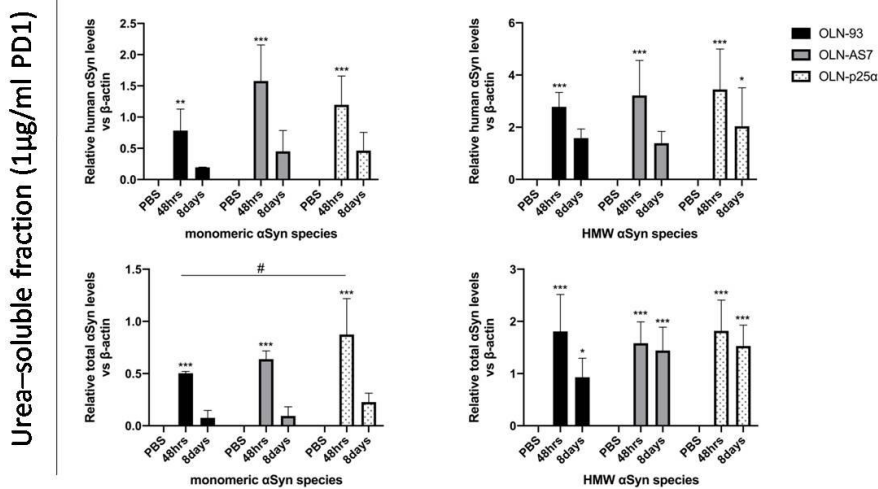 Urea–soluble fraction (1µg/ml PD1)
Relative human αSyn levels
vs β-actin
2.5
2.0
1.5
1.0
0.5
0.0
**
***
***
PBS
48hrs
8days
PBS
48hrs
8days
PBS
48hrs
8days
monomeric αSyn species
Relative human αSyn levels
vs β-actin
6
4
2
0
***
***
***
*
PBS
48hrs
8days
PBS
48hrs
8days
PBS
48hrs
8days
HMW αSyn species
OLN-93
OLN-AS7
OLN-p25α
Relative total αSyn levels
vs β-actin
1.5
1.0
0.5
0.0
#
***
***
***
PBS
48hrs
8days
PBS
48hrs
8days
PBS
48hrs
8days
monomeric αSyn species
Relative total αSyn levels
vs β-actin
3
2
1
0
***
*
***
***
***
***
PBS
48hrs
8days
PBS
48hrs
8days
PBS
48hrs
8days
HMW αSyn species